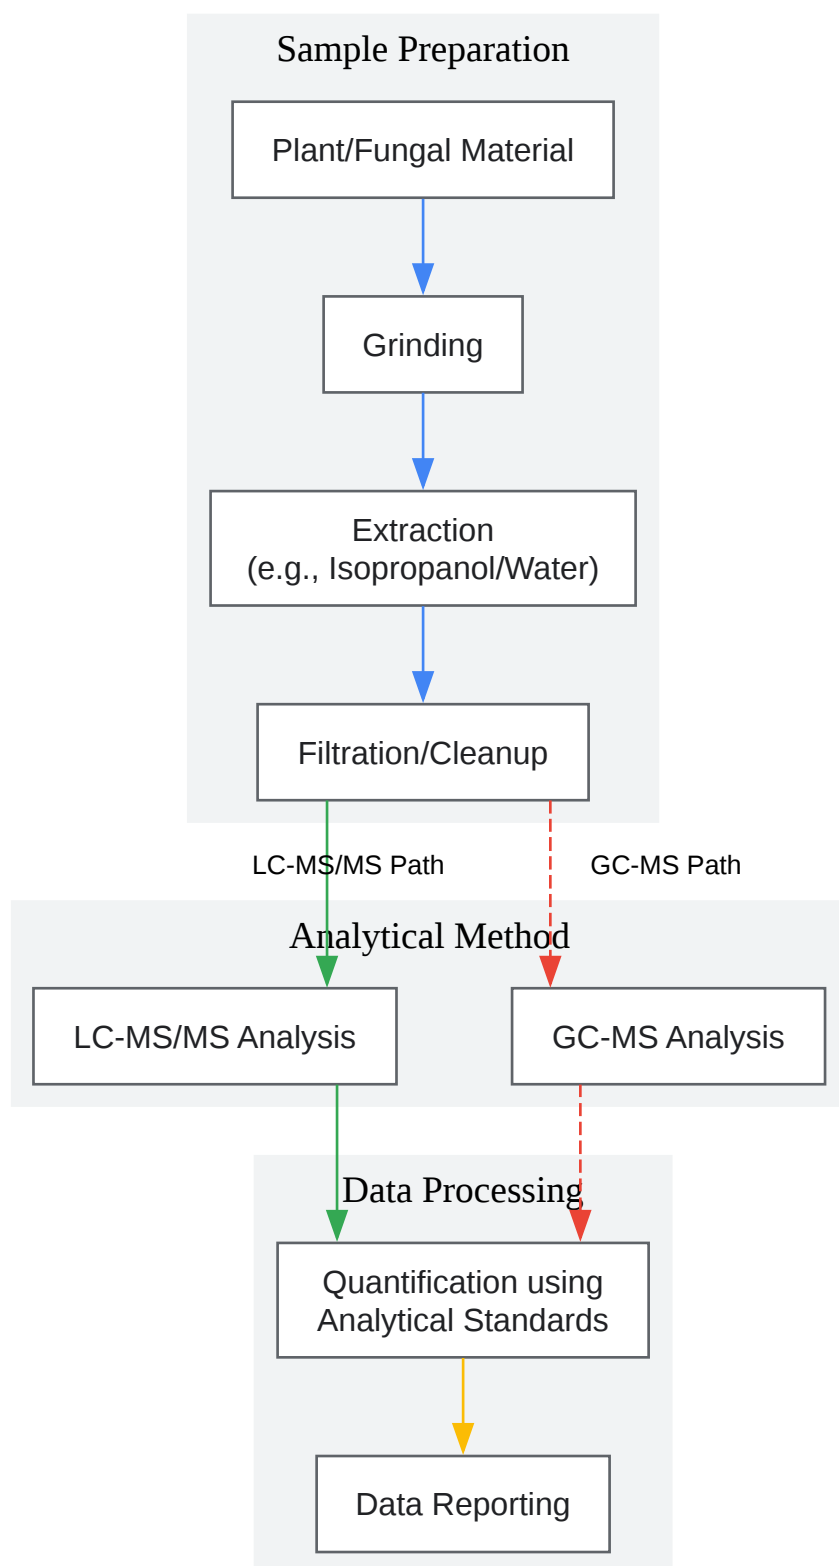 Sample Preparation
Plant/Fungal Material
Grinding
Extraction
(e.g., Isopropanol/Water)
Filtration/Cleanup
LC-MS/MS Path
GC-MS Path
Analytical Method
LC-MS/MS Analysis
GC-MS Analysis
Data Processing
Quantification using
Analytical Standards
Data Reporting